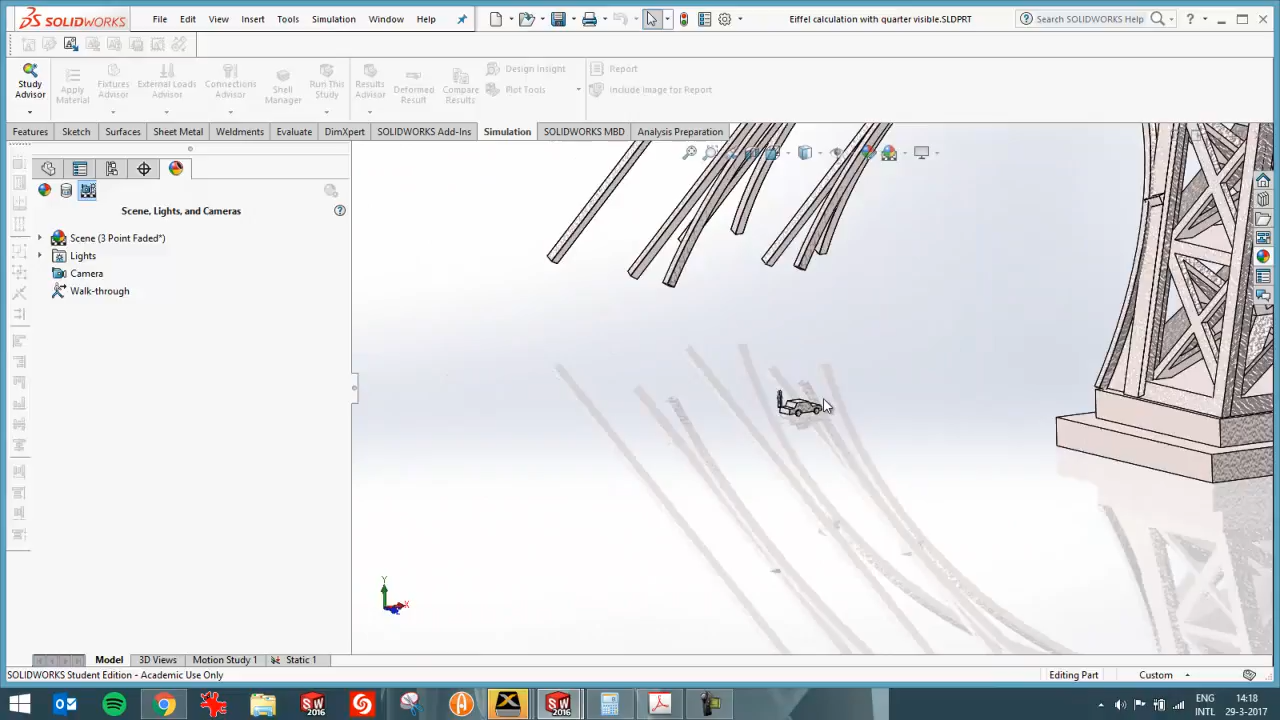 SOLIDWORKS File Edit View Insert Tools Simulation Window Help Eiffel calculation with quarter visible.SLDPRT Search SOLIDWORKS Help
Study Advisor Apply Material Fixtures Advisor External Loads Advisor Connections Advisor Shell Manager Run This Study Results Advisor Deformed Result Compare Results Design Insight Plot Tools Report Include Image for Report
Features Sketch Surfaces Sheet Metal Weldments Evaluate DimXpert SOLIDWORKS Add-Ins Simulation SOLIDWORKS MBD Analysis Preparation
Scene, Lights, and Cameras
Scene (3 Point Faded*)
Lights
Camera
Walk-through
Y
X
Model 3D Views Motion Study 1 Static 1
SOLIDWORKS Student Edition - Academic Use Only Editing Part Custom
SW 2016 SW 2016 ENG 14:18
INTL 29-3-2017